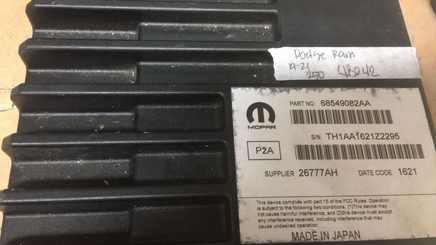 Dodge Ram
19-21
250
PART NO. 68549082AA
MOPAR
S/N TH1AA1621Z2295
P2A
SUPPLIER 26777AH DATE CODE 1621
This device complies with part 15 of the FCC Rules. Operation
is subject to the following two conditions. (1)This device may
not cause harmful interference, and (2)this device must accept
any interference received, including interference that may
cause undesired operation.
MADE IN JAPAN